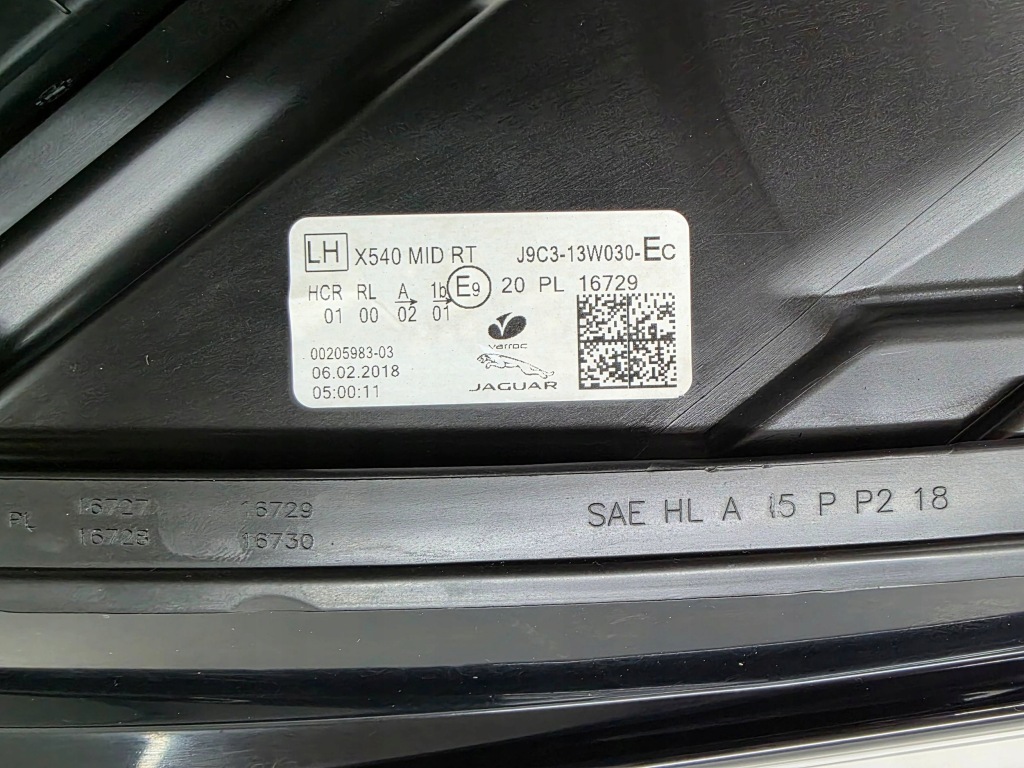 LH X540 MID RT J9C3-13W030-EC
HCR RL A 1b E9 20 PL 16729
01 00 02 01
varroc
00205983-03
06.02.2018
05:00:11
JAGUAR
PL 16727 16729
16728 16730
SAE HL A I5 P P2 18